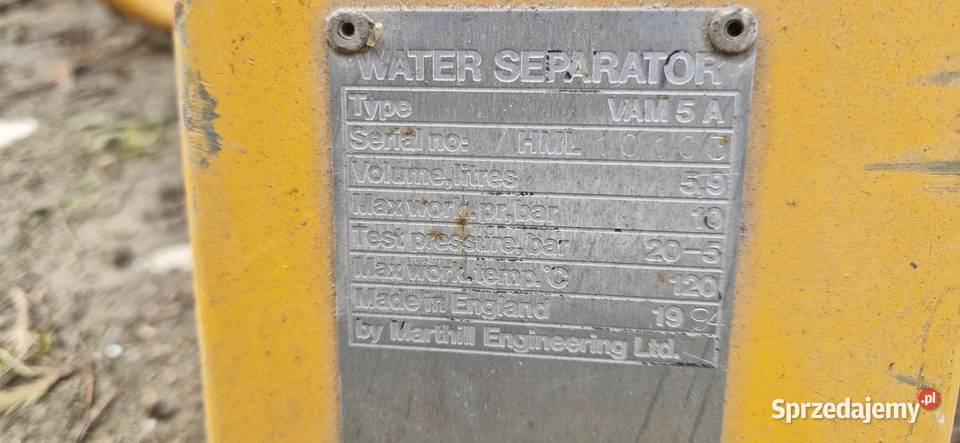 WATER SEPARATOR
Type VAM 5 A
Serial no: / HML
Volume, litres 5,9
Max work. pr. bar 10
Test pressure, bar 20-5
Max work. temp. °C 120
Made in England 1994
by Marthill Engineering Ltd.
Sprzedajemy.pl